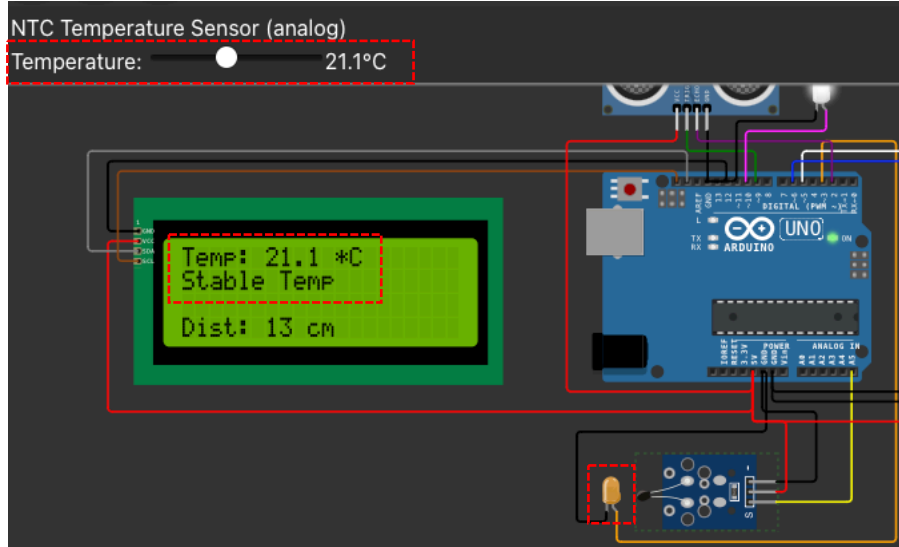 NTC Temperature Sensor (analog)
Temperature: 21.1°C
VCC
TRIG
ECHO
GND
1
GND
VCC
SDA
SCL
Temp: 21.1 *C
Stable Temp
Dist: 13 cm
AREF
GND
13
12
~11
~10
~9
8
7
~6
~5
4
~3
2
TX→1
RX←0
DIGITAL (PWM ~)
L
TX
RX
UNO
ARDUINO
ON
IOREF
RESET
3.3V
5V
GND
GND
Vin
POWER
ANALOG IN
A0
A1
A2
A3
A4
A5
S